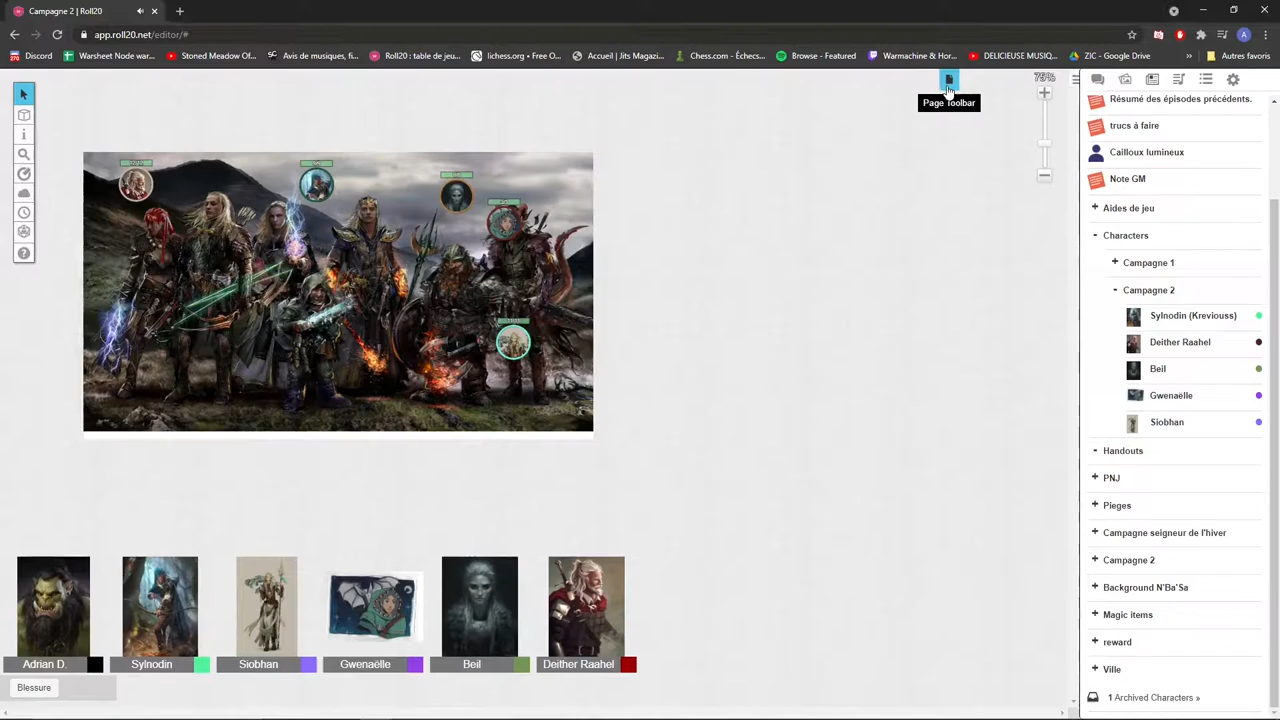 Campagne 2 | Roll20
app.roll20.net/editor/#
Discord
Warsheet Node war...
Stoned Meadow Of...
Avis de musiques, fi...
Roll20 : table de jeu...
lichess.org • Free O...
Accueil | Jits Magazi...
Chess.com - Échecs...
Browse - Featured
Warmachine & Hor...
DELICIEUSE MUSIQ...
ZIC - Google Drive
Autres favoris
75%
Page Toolbar
Résumé des épisodes précédents.
trucs à faire
Cailloux lumineux
Note GM
Aides de jeu
Characters
Campagne 1
Campagne 2
Sylnodin (Kreviouss)
Deither Raahel
Beil
Gwenaëlle
Siobhan
Handouts
PNJ
Pieges
Campagne seigneur de l'hiver
Campagne 2
Background N'Ba'Sa
Magic items
reward
Ville
1 Archived Characters »
Adrian D.
Sylnodin
Siobhan
Gwenaëlle
Beil
Deither Raahel
Blessure